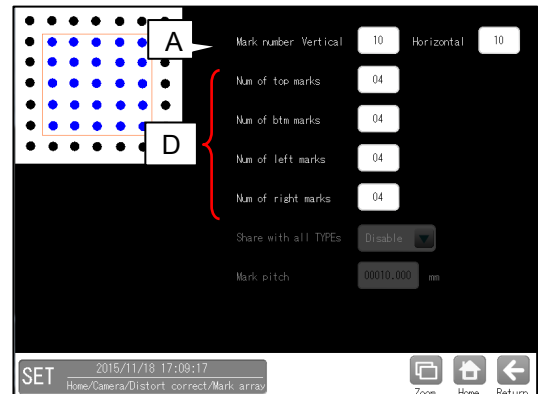 A
Mark number Vertical 10 Horizontal 10
Num of top marks 04
Num of btm marks 04
D
Num of left marks 04
Num of right marks 04
Share with all TYPEs Disable
Mark pitch 00010.000 mm
SET 2015/11/18 17:09:17
Home/Camera/Distort correct/Mark array
Zoom Home Return